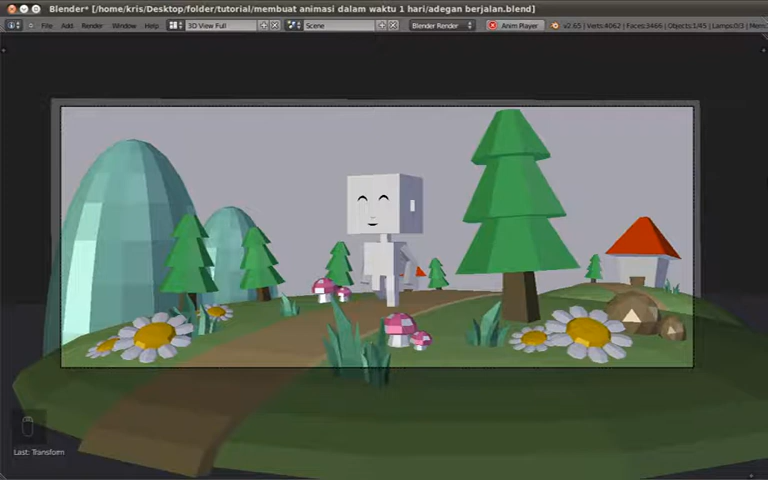 Blender* [/home/kris/Desktop/folder/tutorial/membuat animasi dalam waktu 1 hari/adegan berjalan.blend]
File Add Render Window Help 3D View Full Scene Blender Render Anim Player v2.65 | Verts:4062 | Faces:3466 | Objects:1/45 | Lamps:0/3 | Mem:
Last: Transform